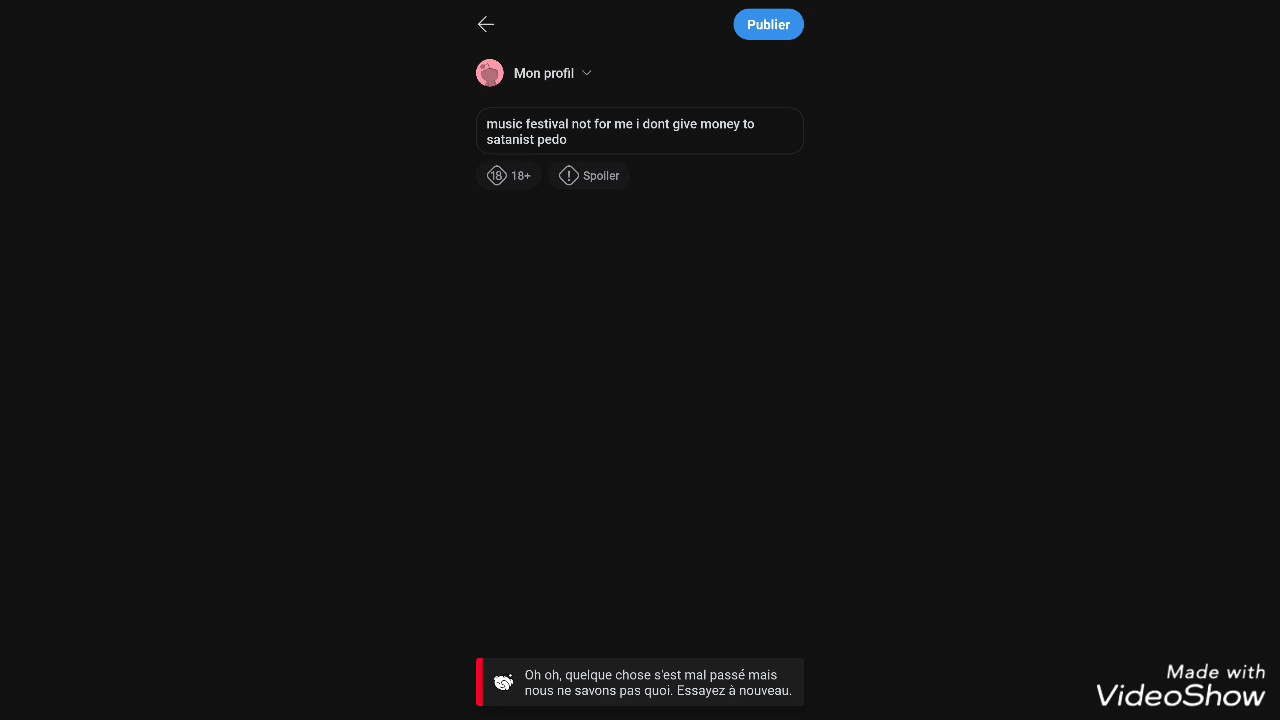 Publier
Mon profil
music festival not for me i dont give money to
satanist pedo
18 18+
! Spoiler
Oh oh, quelque chose s'est mal passé mais
nous ne savons pas quoi. Essayez à nouveau.
Made with
VideoShow